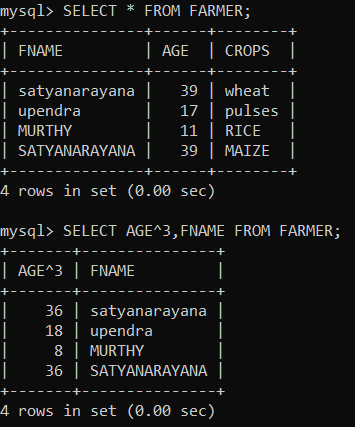 mysql> SELECT * FROM FARMER;
+---------------+------+--------+
| FNAME         | AGE  | CROPS  |
+---------------+------+--------+
| satyanarayana |   39 | wheat  |
| upendra       |   17 | pulses |
| MURTHY        |   11 | RICE   |
| SATYANARAYANA |   39 | MAIZE  |
+---------------+------+--------+
4 rows in set (0.00 sec)

mysql> SELECT AGE^3,FNAME FROM FARMER;
+-------+---------------+
| AGE^3 | FNAME         |
+-------+---------------+
|    36 | satyanarayana |
|    18 | upendra       |
|     8 | MURTHY        |
|    36 | SATYANARAYANA |
+-------+---------------+
4 rows in set (0.00 sec)